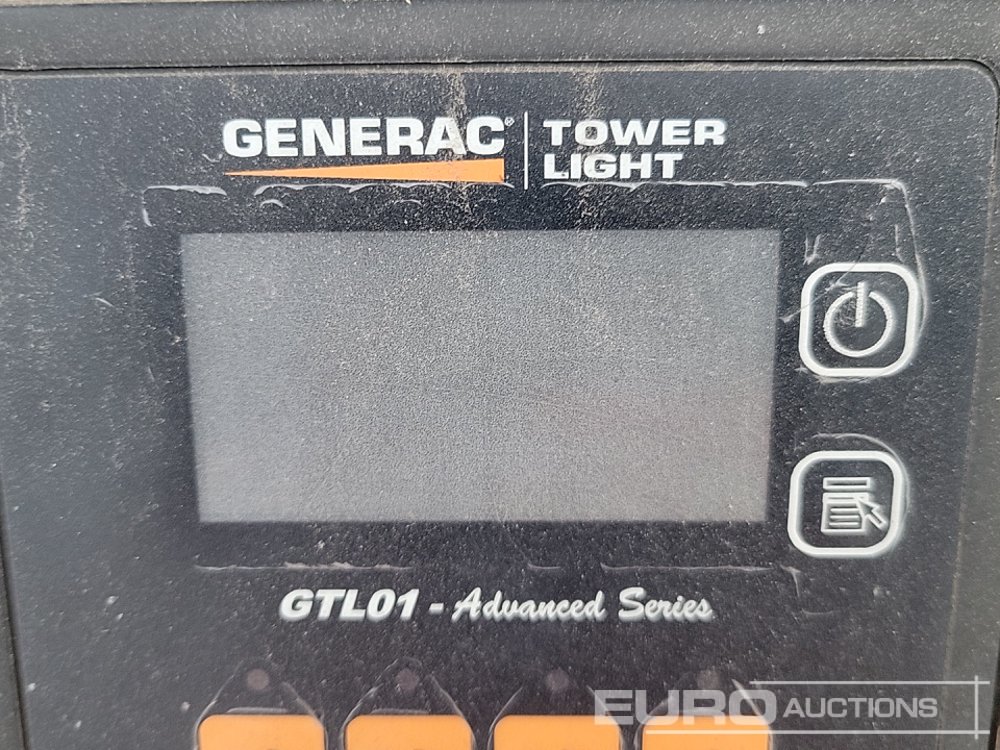 GENERAC® TOWER
LIGHT
GTL01 - Advanced Series
EURO AUCTIONS